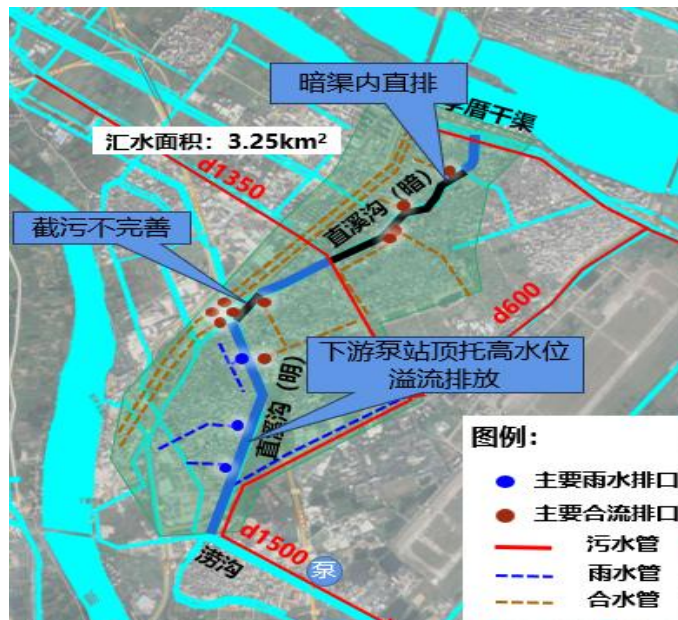 暗渠内直排
厝干渠
汇水面积：3.25km²
d1350
直溪沟（暗）
截污不完善
d600
下游泵站顶托高水位
溢流排放
直溪沟（明）
图例：
主要雨水排口
主要合流排口
污水管
d1500
泵
雨水管
涝沟
合水管